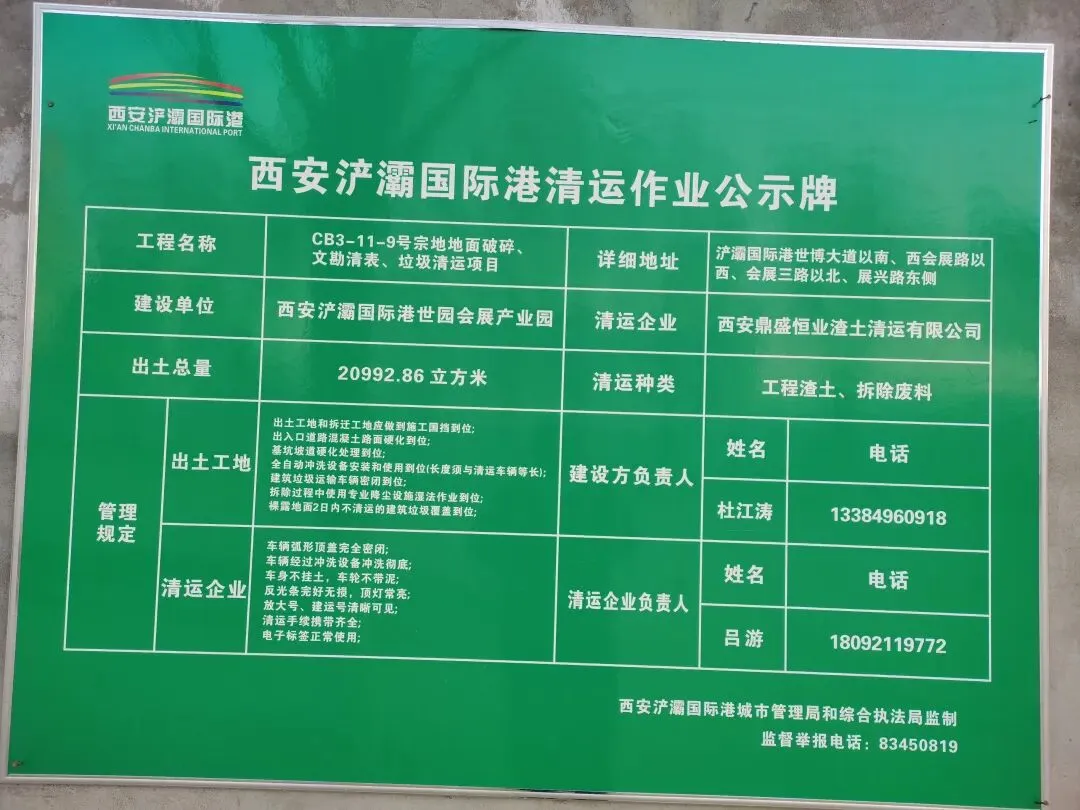 西安浐灞国际港
XI'AN CHANBA INTERNATIONAL PORT
西安浐灞国际港清运作业公示牌
工程名称
CB3-11-9号宗地地面破碎、
文勘清表、垃圾清运项目
详细地址
浐灞国际港世博大道以南、西会展路以
西、会展三路以北、展兴路东侧
建设单位
西安浐灞国际港世园会展产业园
清运企业
西安鼎盛恒业渣土清运有限公司
出土总量
20992.86 立方米
清运种类
工程渣土、拆除废料
管理
规定
出土工地
出土工地和拆迁工地应做到施工围挡到位;
出入口道路混凝土路面硬化到位;
基坑坡道硬化处理到位;
全自动冲洗设备安装和使用到位(长度须与清运车辆等长);
建筑垃圾运输车辆密闭到位;
拆除过程中使用专业降尘设施湿法作业到位;
裸露地面2日内不清运的建筑垃圾覆盖到位;
建设方负责人
姓名
电话
杜江涛
13384960918
清运企业
车辆弧形顶盖完全密闭;
车辆经过冲洗设备冲洗彻底;
车身不挂土，车轮不带泥;
反光条完好无损，顶灯常亮;
放大号、建运号清晰可见;
清运手续携带齐全;
电子标签正常使用;
清运企业负责人
姓名
电话
吕游
18092119772
西安浐灞国际港城市管理局和综合执法局监制
监督举报电话：83450819